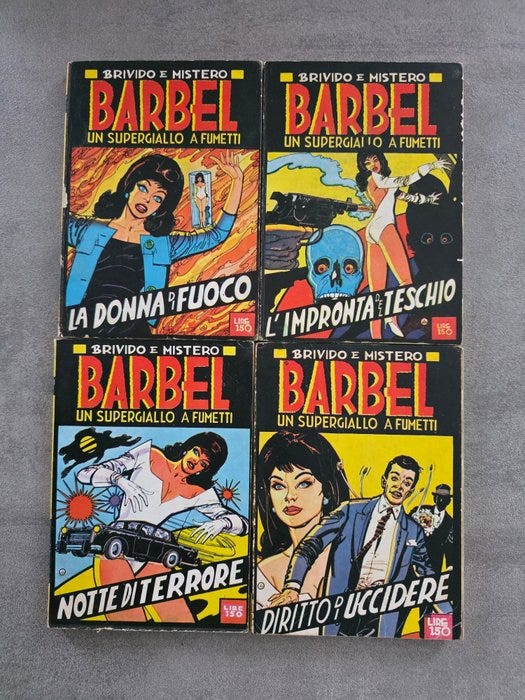 BRIVIDO E MISTERO
BARBEL
UN SUPERGIALLO A FUMETTI
LA DONNA DI FUOCO
LIRE
150
BRIVIDO E MISTERO
BARBEL
UN SUPERGIALLO A FUMETTI
L'IMPRONTA DEL TESCHIO
LIRE
150
BRIVIDO E MISTERO
BARBEL
UN SUPERGIALLO A FUMETTI
NOTTE DI TERRORE
LIRE
150
BRIVIDO E MISTERO
BARBEL
UN SUPERGIALLO A FUMETTI
DIRITTO D'UCCIDERE
LIRE
150